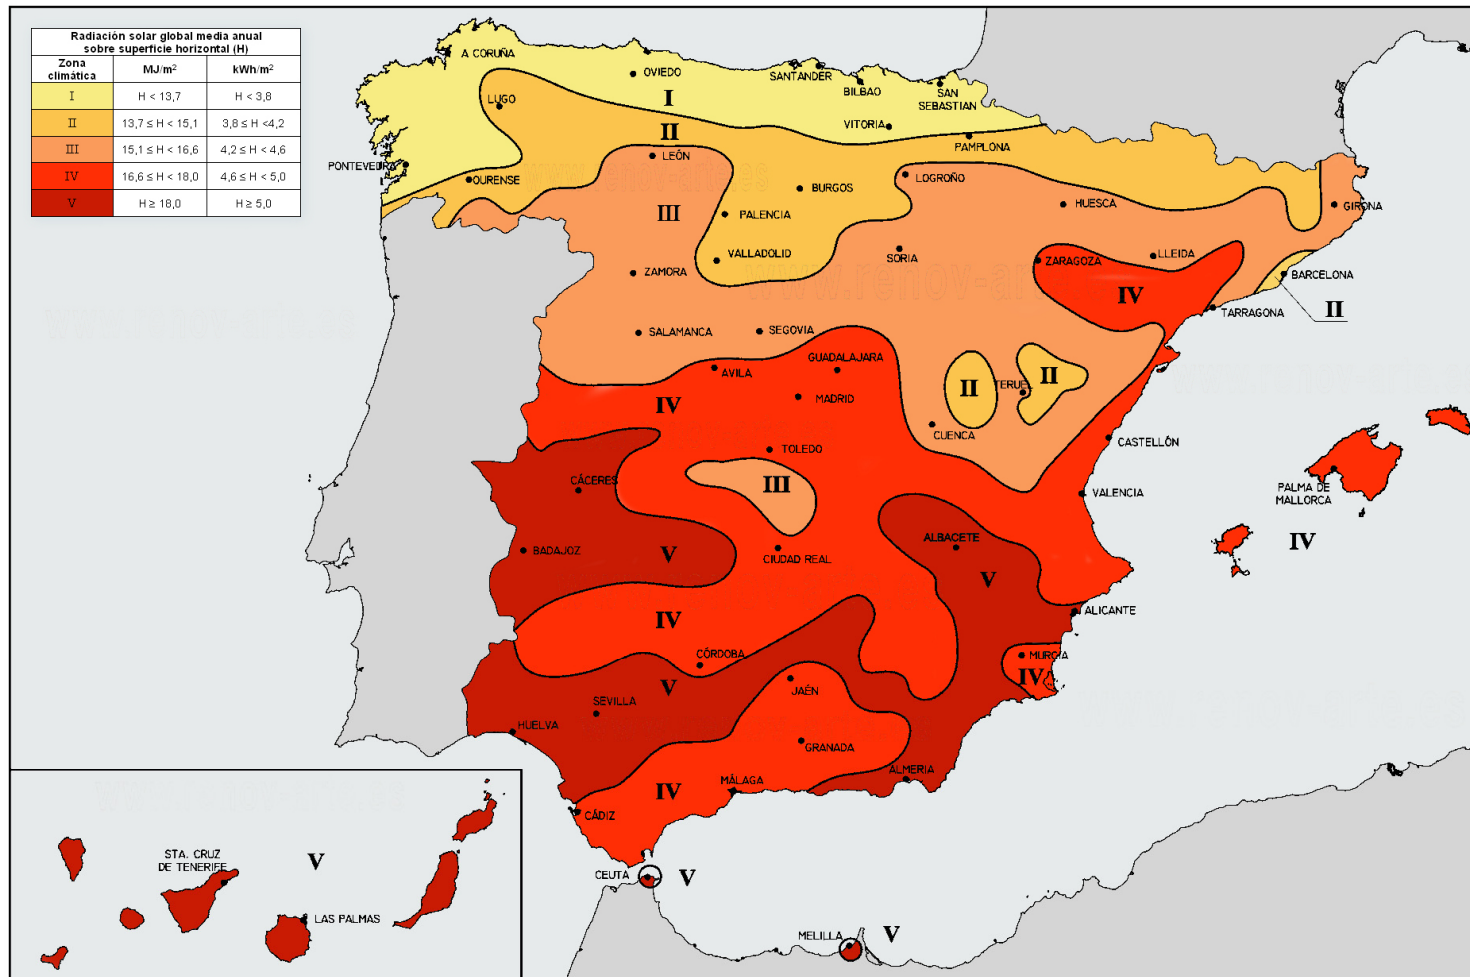 Radiación solar global media anual
sobre superficie horizontal (H)
Zona
climática
MJ/m²
kWh/m²
I
H < 13,7
H < 3,8
II
13,7 ≤ H < 15,1
3,8 ≤ H <4,2
III
15,1 ≤ H < 16,6
4,2 ≤ H < 4,6
IV
16,6 ≤ H < 18,0
4,6 ≤ H < 5,0
V
H ≥ 18,0
H ≥ 5,0
A CORUÑA
OVIEDO
SANTANDER
BILBAO
SAN
SEBASTIAN
I
LUGO
VITORIA
II
PAMPLONA
PONTEVEDRA
LEÓN
OURENSE
BURGOS
LOGROÑO
III
PALENCIA
HUESCA
GIRONA
VALLADOLID
SORIA
ZARAGOZA
LLEIDA
ZAMORA
www.renov-arte.es
BARCELONA
IV
II
TARRAGONA
SALAMANCA
SEGOVIA
GUADALAJARA
AVILA
II
TERUEL
II
IV
MADRID
CUENCA
CASTELLÓN
TOLEDO
CÁCERES
III
VALENCIA
PALMA DE
MALLORCA
BADAJOZ
V
CIUDAD REAL
ALBACETE
IV
V
IV
ALICANTE
CÓRDOBA
MURCIA
V
JAÉN
IV
SEVILLA
HUELVA
GRANADA
ALMERIA
MÁLAGA
IV
CÁDIZ
STA. CRUZ
DE TENERIFE
V
CEUTA
V
LAS PALMAS
MELILLA
V